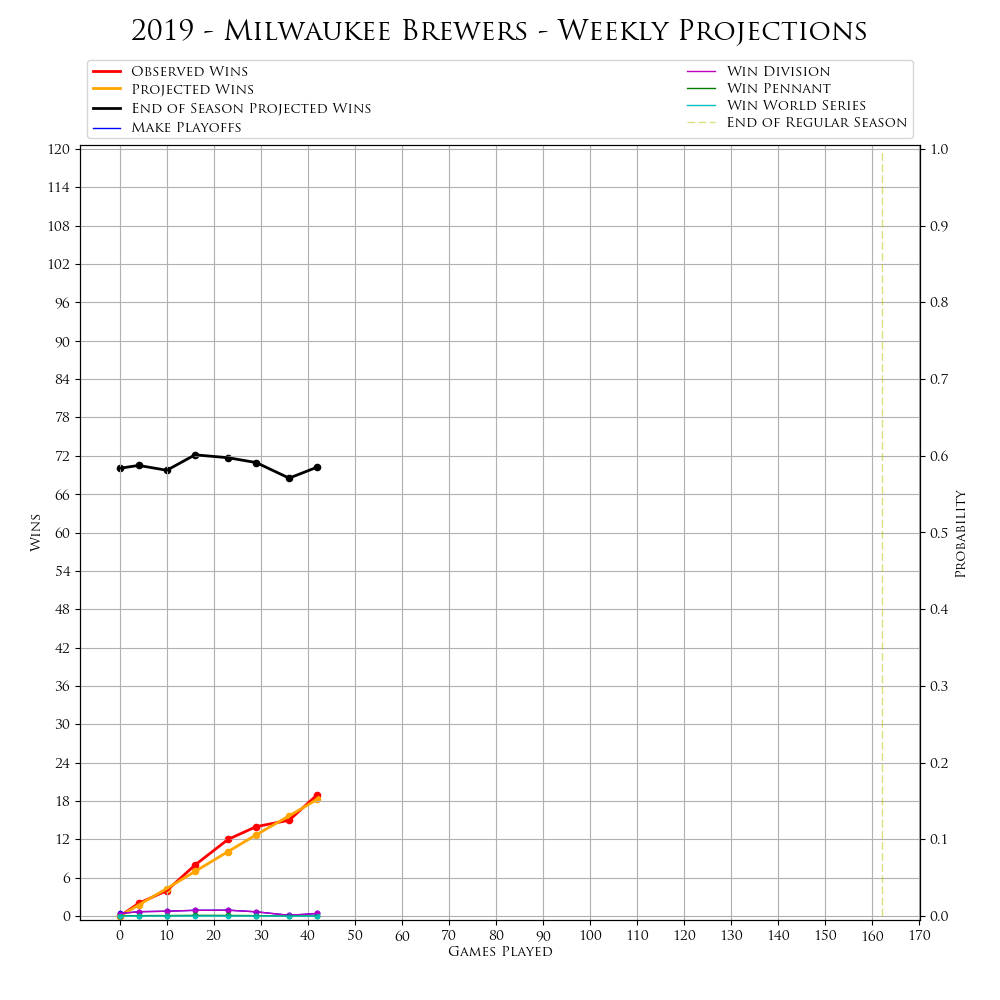 2019 - Milwaukee Brewers - Weekly Projections
Observed Wins
Projected Wins
End of Season Projected Wins
Make Playoffs
Win Division
Win Pennant
Win World Series
End of Regular Season
120
114
108
102
96
90
84
78
72
66
60
54
48
42
36
30
24
18
12
6
0
Wins
1.0
0.9
0.8
0.7
0.6
0.5
0.4
0.3
0.2
0.1
0.0
Probability
0 10 20 30 40 50 60 70 80 90 100 110 120 130 140 150 160 170
Games Played